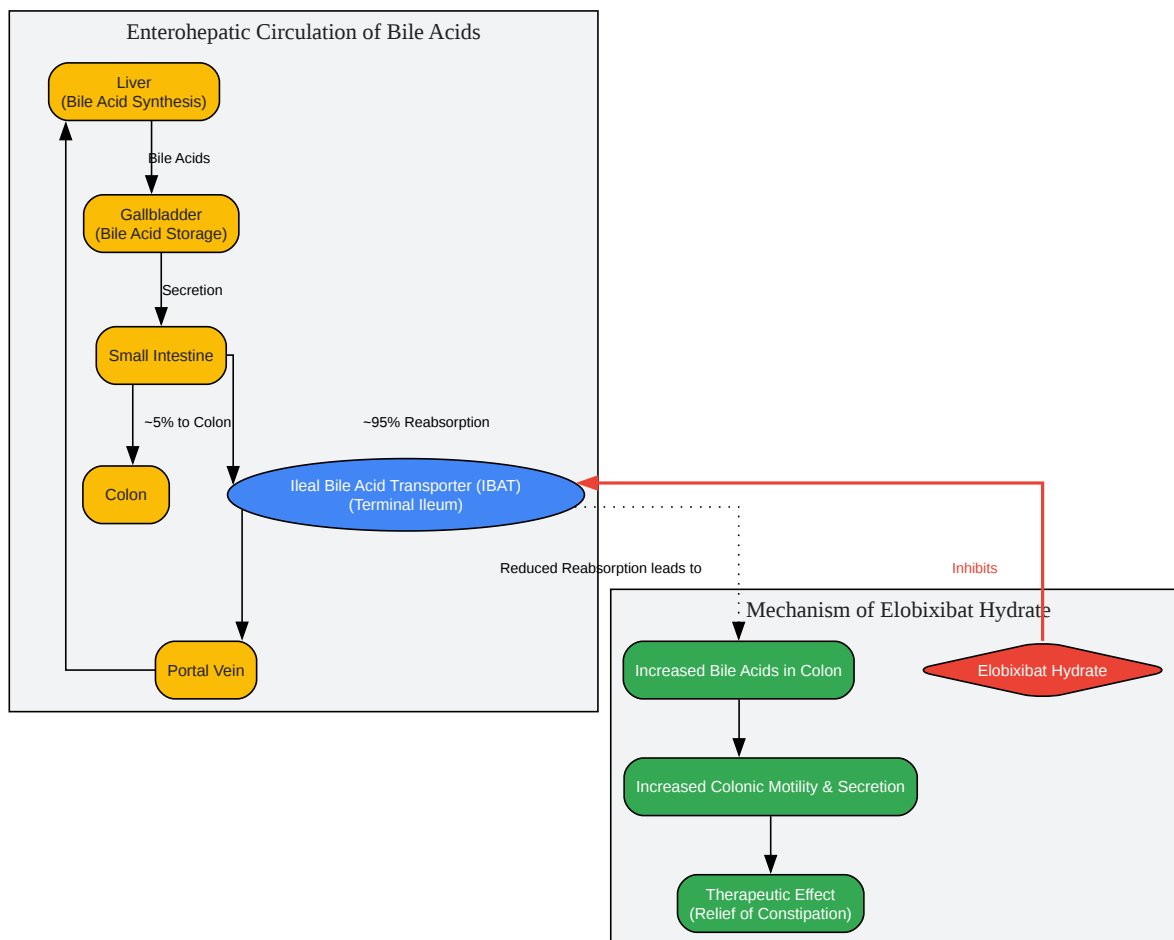 Enterohepatic Circulation of Bile Acids
Liver
(Bile Acid Synthesis)
Bile Acids
Gallbladder
(Bile Acid Storage)
Secretion
Small Intestine
~5% to Colon
~95% Reabsorption
Colon
Ileal Bile Acid Transporter (IBAT)
(Terminal Ileum)
Reduced Reabsorption leads to
Inhibits
Portal Vein
Mechanism of Elobixibat Hydrate
Increased Bile Acids in Colon
Elobixibat Hydrate
Increased Colonic Motility & Secretion
Therapeutic Effect
(Relief of Constipation)